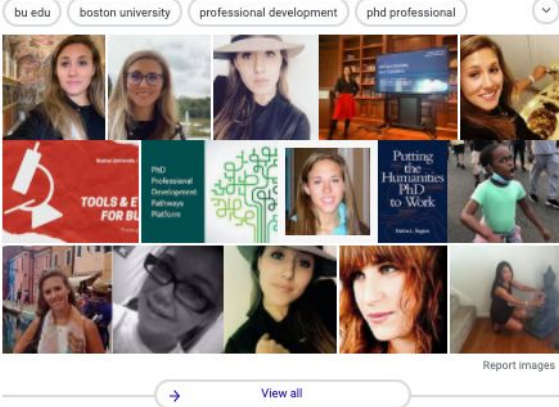 bu edu
boston university
professional development
phd professional
TOOLS & E
FOR BU
PhD
Professional
Development
Pathways
Platform
Putting
the
Humanities
PhD
to Work
Report images
View all